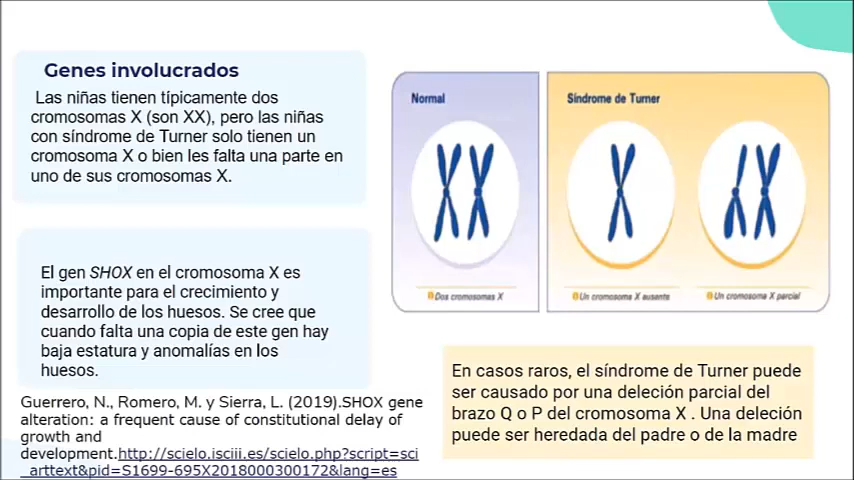 Genes involucrados
Las niñas tienen típicamente dos
cromosomas X (son XX), pero las niñas
con síndrome de Turner solo tienen un
cromosoma X o bien les falta una parte en
uno de sus cromosomas X.
El gen SHOX en el cromosoma X es
importante para el crecimiento y
desarrollo de los huesos. Se cree que
cuando falta una copia de este gen hay
baja estatura y anomalías en los
huesos.
Guerrero, N., Romero, M. y Sierra, L. (2019).SHOX gene
alteration: a frequent cause of constitutional delay of
growth and
development.http://scielo.isciii.es/scielo.php?script=sci
_arttext&pid=S1699-695X2018000300172&lang=es
Normal
Síndrome de Turner
Dos cromosomas X
Un cromosoma X ausente
Un cromosoma X parcial
En casos raros, el síndrome de Turner puede
ser causado por una deleción parcial del
brazo Q o P del cromosoma X . Una deleción
puede ser heredada del padre o de la madre